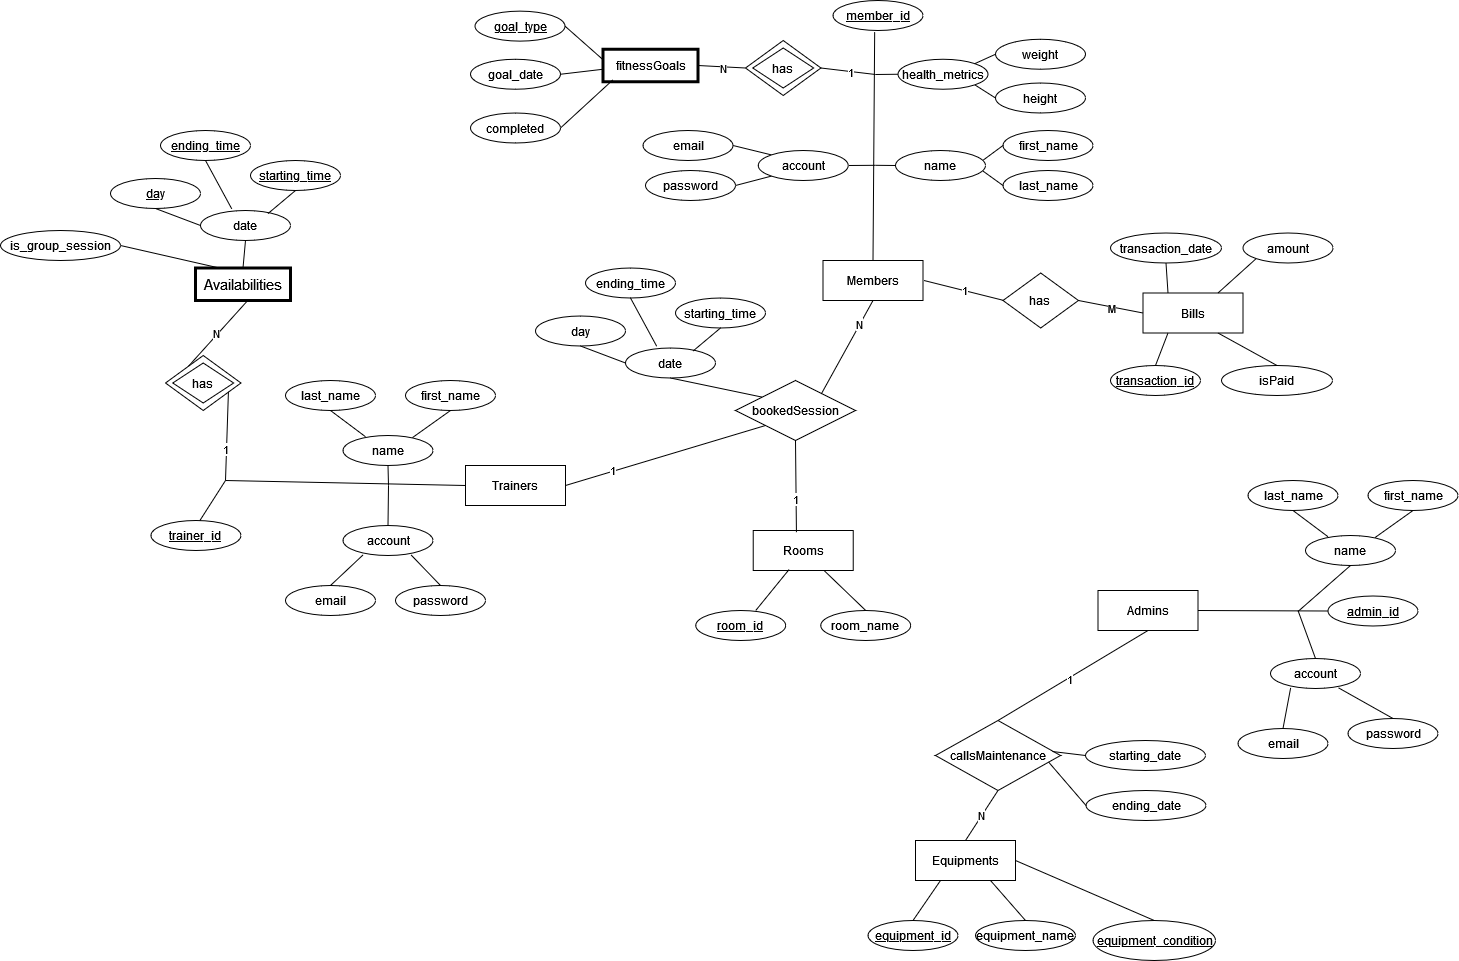 member_id
goal_type
fitnessGoals
has
N
1
goal_date
health_metrics
weight
height
completed
email
account
password
name
first_name
last_name
ending_time
starting_time
day
date
is_group_session
Availabilities
N
has
1
Members
1
has
M
transaction_date
amount
Bills
transaction_id
isPaid
ending_time
starting_time
day
date
N
bookedSession
1
1
last_name
first_name
name
Trainers
trainer_id
account
email
password
Rooms
room_id
room_name
last_name
first_name
name
Admins
admin_id
account
email
password
1
callsMaintenance
starting_date
ending_date
N
Equipments
equipment_id
equipment_name
equipment_condition